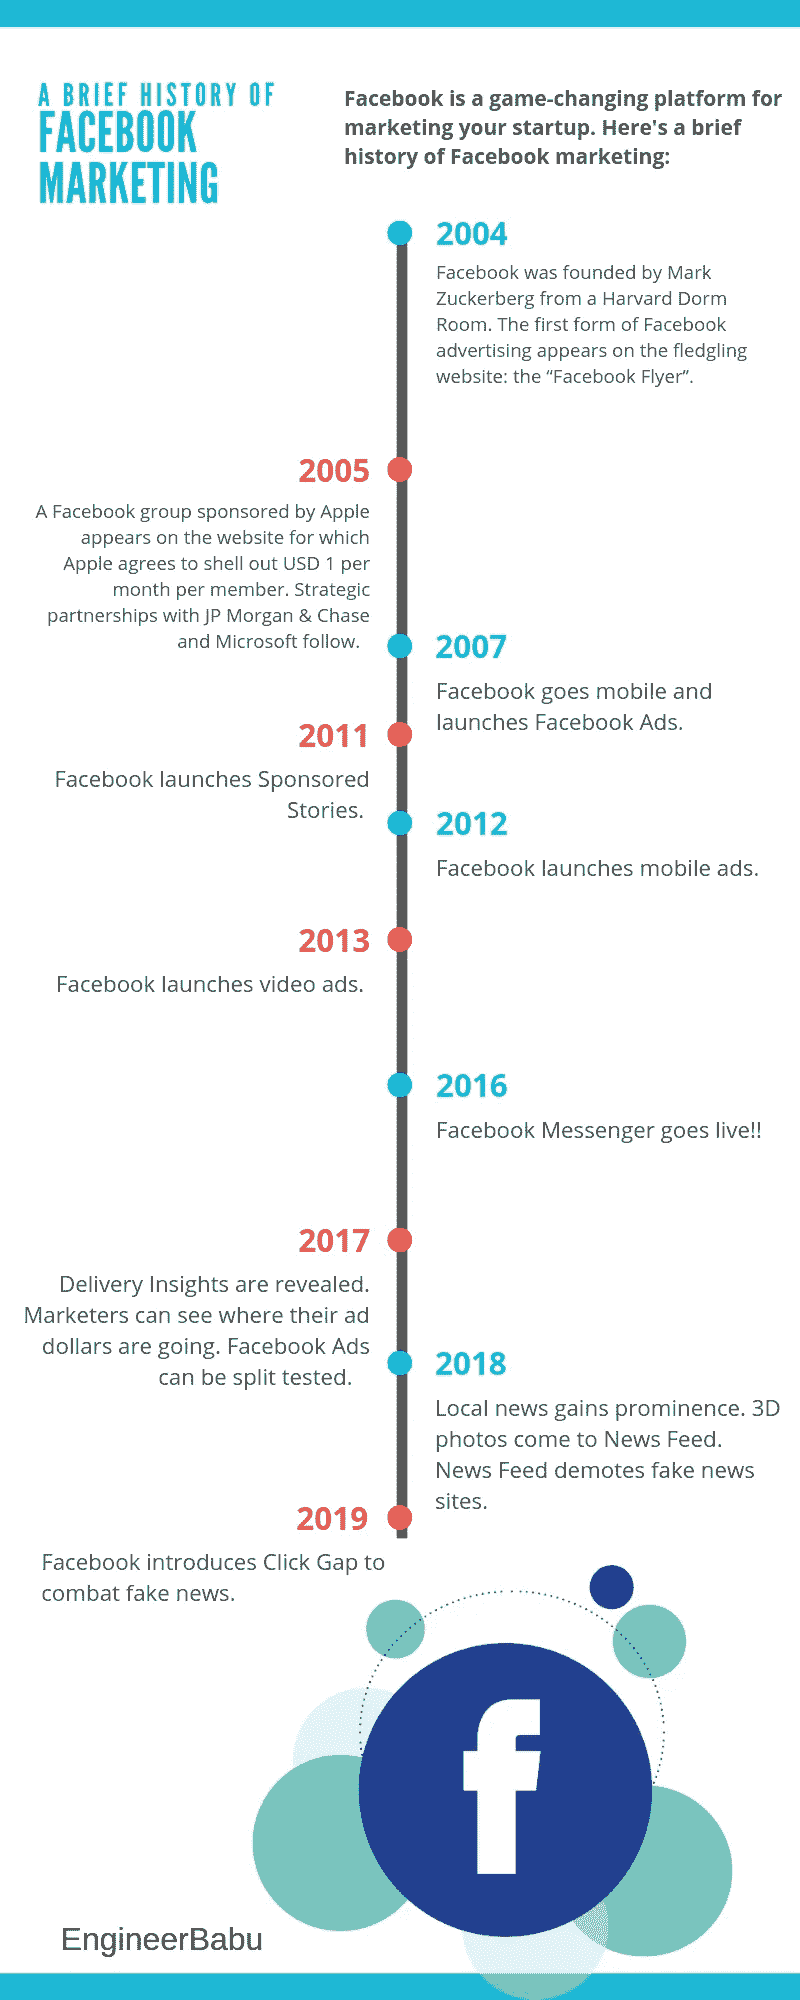 A BRIEF HISTORY OF
FACEBOOK
MARKETING
Facebook is a game-changing platform for
marketing your startup. Here's a brief
history of Facebook marketing:
2004
Facebook was founded by Mark
Zuckerberg from a Harvard Dorm
Room. The first form of Facebook
advertising appears on the fledgling
website: the “Facebook Flyer”.
2005
A Facebook group sponsored by Apple
appears on the website for which
Apple agrees to shell out USD 1 per
month per member. Strategic
partnerships with JP Morgan & Chase
and Microsoft follow.
2007
Facebook goes mobile and
launches Facebook Ads.
2011
Facebook launches Sponsored
Stories.
2012
Facebook launches mobile ads.
2013
Facebook launches video ads.
2016
Facebook Messenger goes live!!
2017
Delivery Insights are revealed.
Marketers can see where their ad
dollars are going. Facebook Ads
can be split tested.
2018
Local news gains prominence. 3D
photos come to News Feed.
News Feed demotes fake news
sites.
2019
Facebook introduces Click Gap to
combat fake news.
f
EngineerBabu